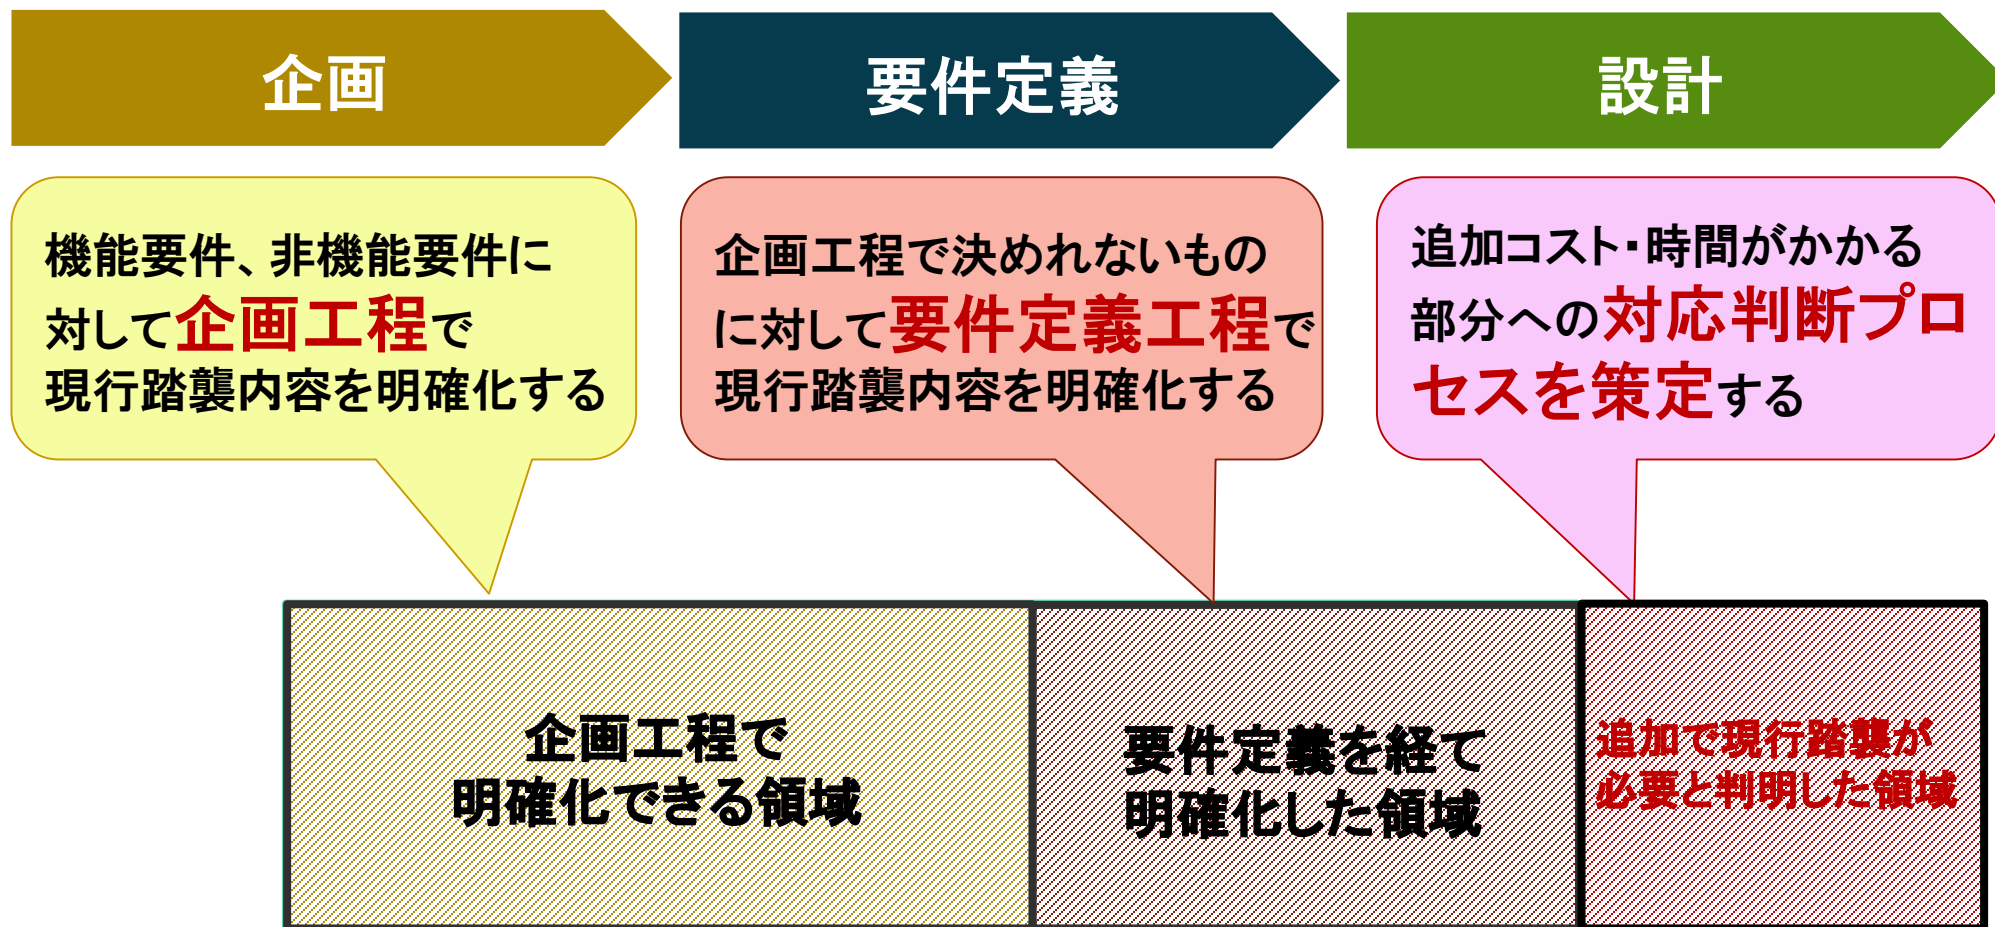 企画
要件定義
設計
機能要件、非機能要件に
対して企画工程で
現行踏襲内容を明確化する
企画工程で決めれないもの
に対して要件定義工程で
現行踏襲内容を明確化する
追加コスト・時間がかかる
部分への対応判断プロ
セスを策定する
企画工程で
明確化できる領域
要件定義を経て
明確化した領域
追加で現行踏襲が
必要と判明した領域